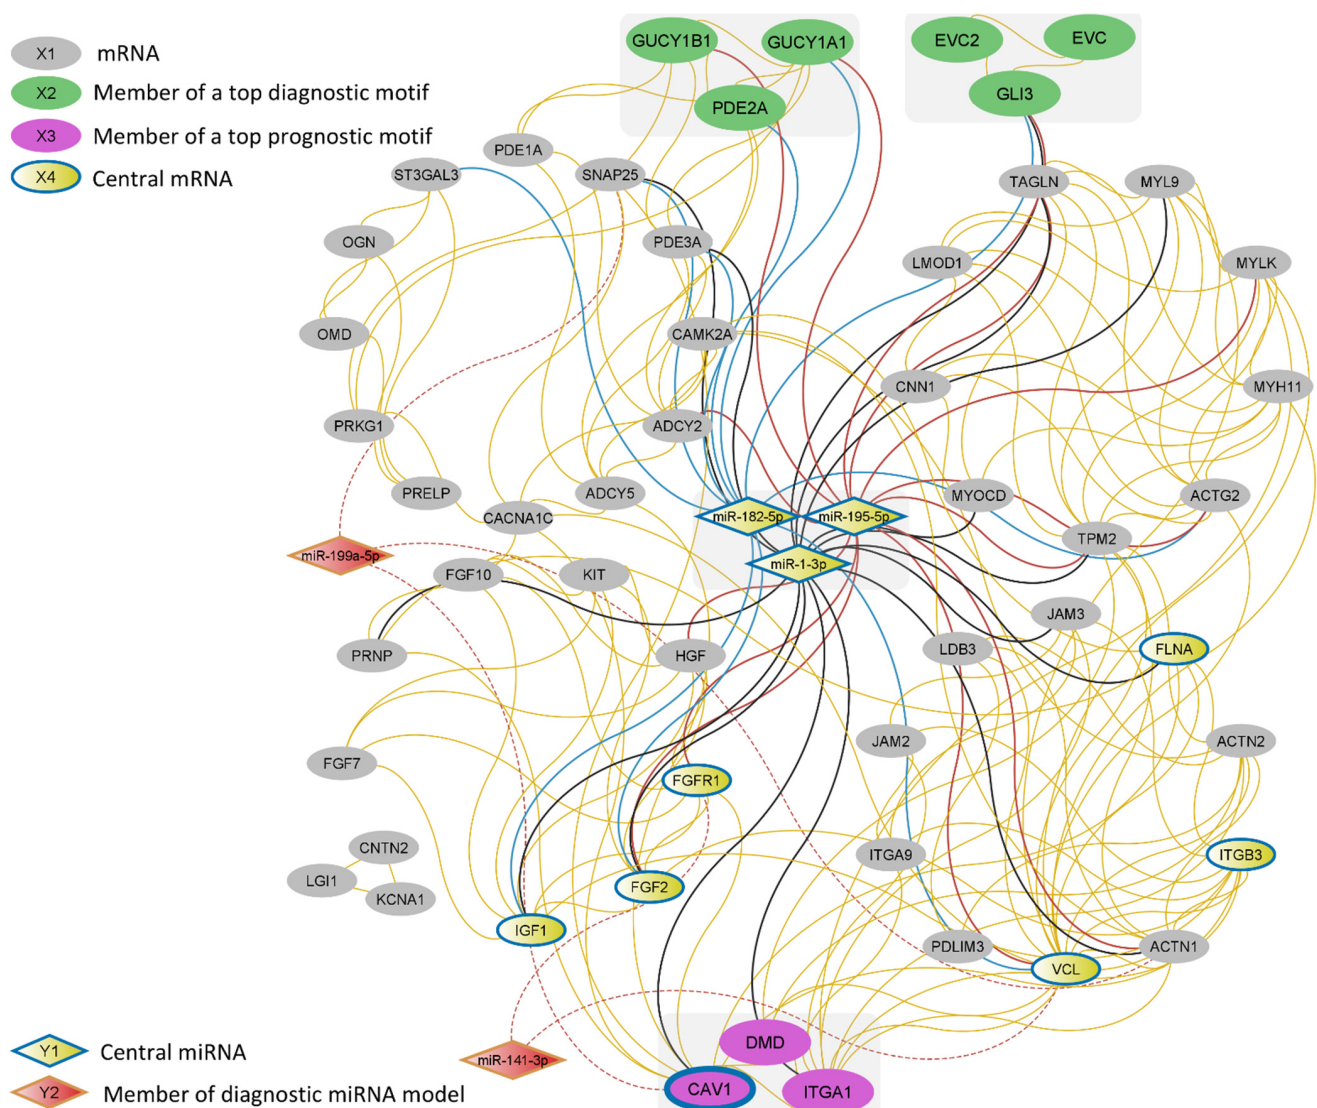 X1 mRNA
X2 Member of a top diagnostic motif
X3 Member of a top prognostic motif
X4 Central mRNA
GUCY1B1
GUCY1A1
PDE2A
EVC2
EVC
GLI3
PDE1A
ST3GAL3
SNAP25
TAGLN
MYL9
OGN
PDE3A
LMOD1
MYLK
OMD
CAMK2A
CNN1
MYH11
PRKG1
ADCY2
PRELP
ADCY5
MYOCD
ACTG2
CACNA1C
miR-182-5p
miR-195-5p
TPM2
miR-199a-5p
miR-1-3p
FGF10
KIT
JAM3
PRNP
HGF
LDB3
FLNA
JAM2
ACTN2
FGF7
FGFR1
CNTN2
ITGA9
ITGB3
LGI1
KCNA1
FGF2
IGF1
PDLIM3
ACTN1
VCL
DMD
miR-141-3p
CAV1
ITGA1
Y1 Central miRNA
Y2 Member of diagnostic miRNA model